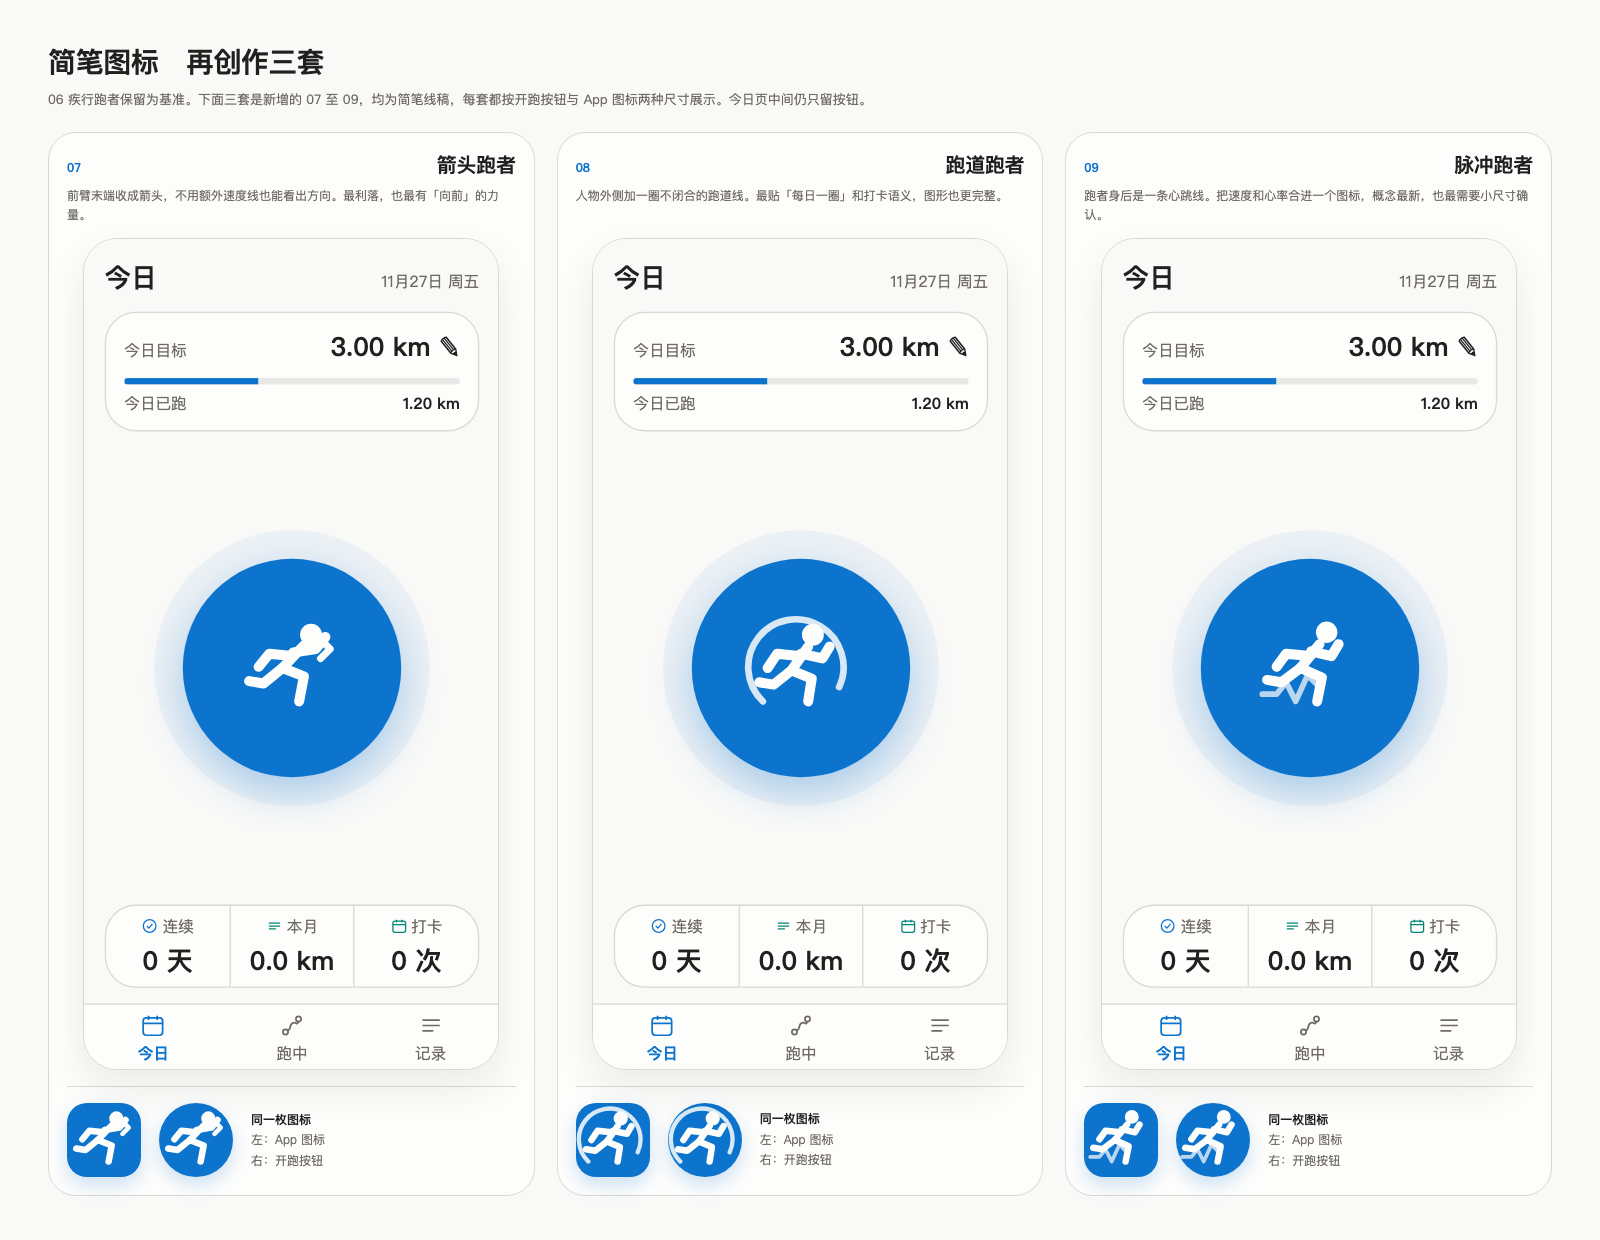 简笔图标　再创作三套
06 疾行跑者保留为基准。下面三套是新增的 07 至 09，均为简笔线稿，每套都按开跑按钮与 App 图标两种尺寸展示。今日页中间仍只留按钮。
07
箭头跑者
前臂末端收成箭头，不用额外速度线也能看出方向。最利落，也最有「向前」的力
量。
今日
11月27日 周五
今日目标
3.00 km
今日已跑
1.20 km
连续
本月
打卡
0 天
0.0 km
0 次
今日
跑中
记录
同一枚图标
左：App 图标
右：开跑按钮
08
跑道跑者
人物外侧加一圈不闭合的跑道线。最贴「每日一圈」和打卡语义，图形也更完整。
今日
11月27日 周五
今日目标
3.00 km
今日已跑
1.20 km
连续
本月
打卡
0 天
0.0 km
0 次
今日
跑中
记录
同一枚图标
左：App 图标
右：开跑按钮
09
脉冲跑者
跑者身后是一条心跳线。把速度和心率合进一个图标，概念最新，也最需要小尺寸确
认。
今日
11月27日 周五
今日目标
3.00 km
今日已跑
1.20 km
连续
本月
打卡
0 天
0.0 km
0 次
今日
跑中
记录
同一枚图标
左：App 图标
右：开跑按钮